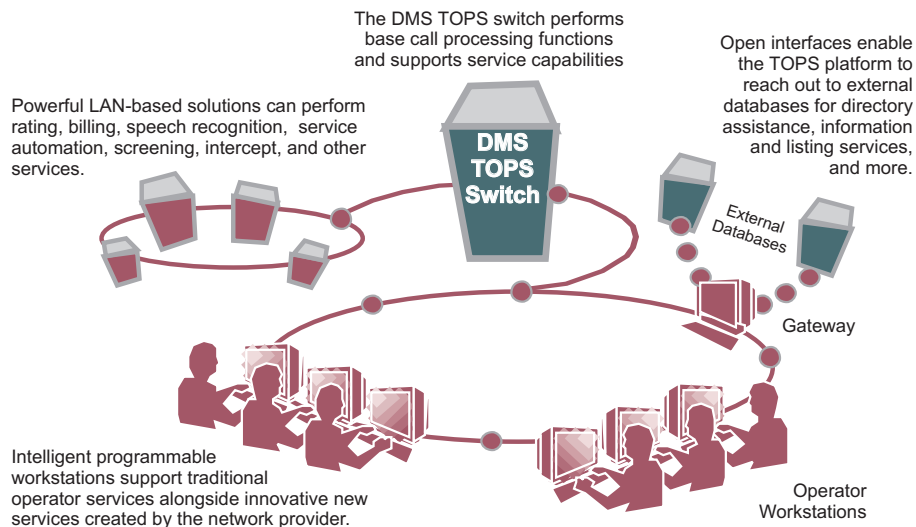 The DMS TOPS switch performs
base call processing functions
and supports service capabilities
Open interfaces enable
the TOPS platform to
reach out to external
databases for directory
assistance, information
and listing services,
and more.
Powerful LAN-based solutions can perform
rating, billing, speech recognition, service
automation, screening, intercept, and other
services.
DMS
TOPS
Switch
External
Databases
Gateway
Intelligent programmable
workstations support traditional
operator services alongside innovative new
services created by the network provider.
Operator
Workstations